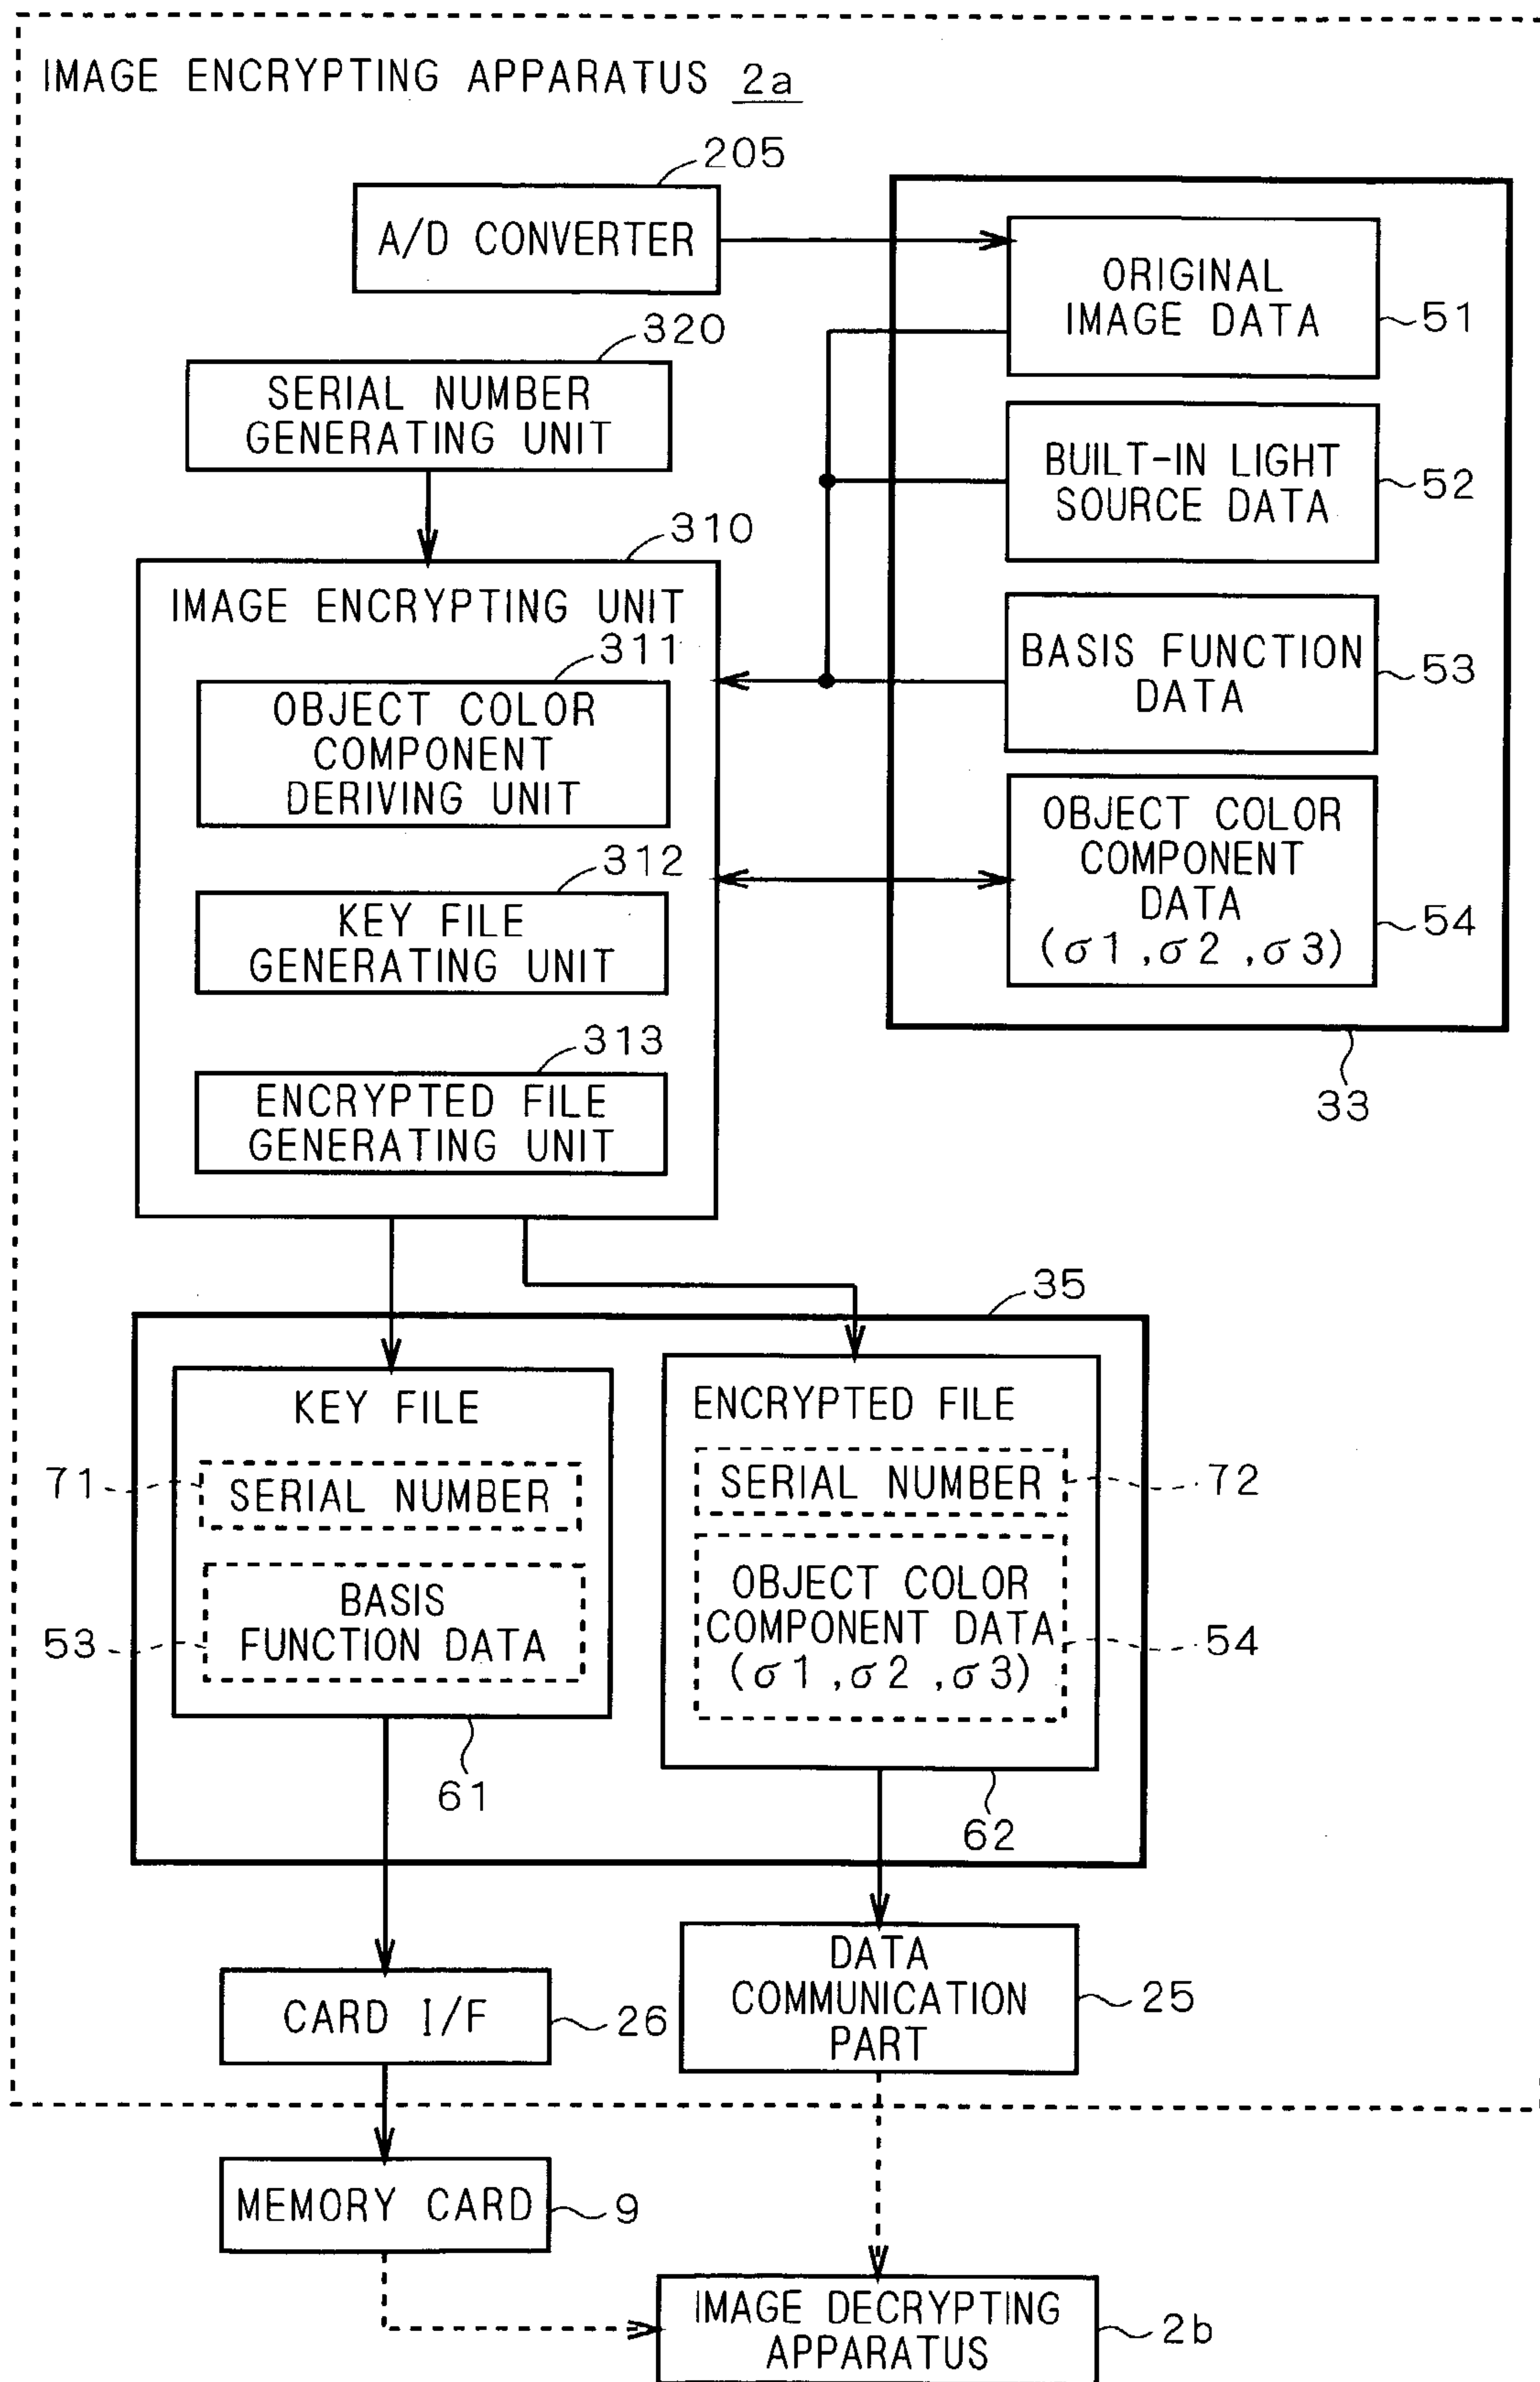 IMAGE ENCRYPTING APPARATUS 2a
205
A/D CONVERTER
ORIGINAL
IMAGE DATA
51
320
SERIAL NUMBER
GENERATING UNIT
BUILT-IN LIGHT
SOURCE DATA
52
310
IMAGE ENCRYPTING UNIT
311
OBJECT COLOR
COMPONENT
DERIVING UNIT
BASIS FUNCTION
DATA
53
312
KEY FILE
GENERATING UNIT
OBJECT COLOR
COMPONENT
DATA
(σ1 ,σ2 ,σ3)
54
313
ENCRYPTED FILE
GENERATING UNIT
33
35
KEY FILE
71
SERIAL NUMBER
53
BASIS
FUNCTION DATA
61
ENCRYPTED FILE
SERIAL NUMBER
72
OBJECT COLOR
COMPONENT DATA
(σ1 ,σ2 ,σ3)
54
62
CARD I/F
26
DATA
COMMUNICATION
PART
25
MEMORY CARD
9
IMAGE DECRYPTING
APPARATUS
2b